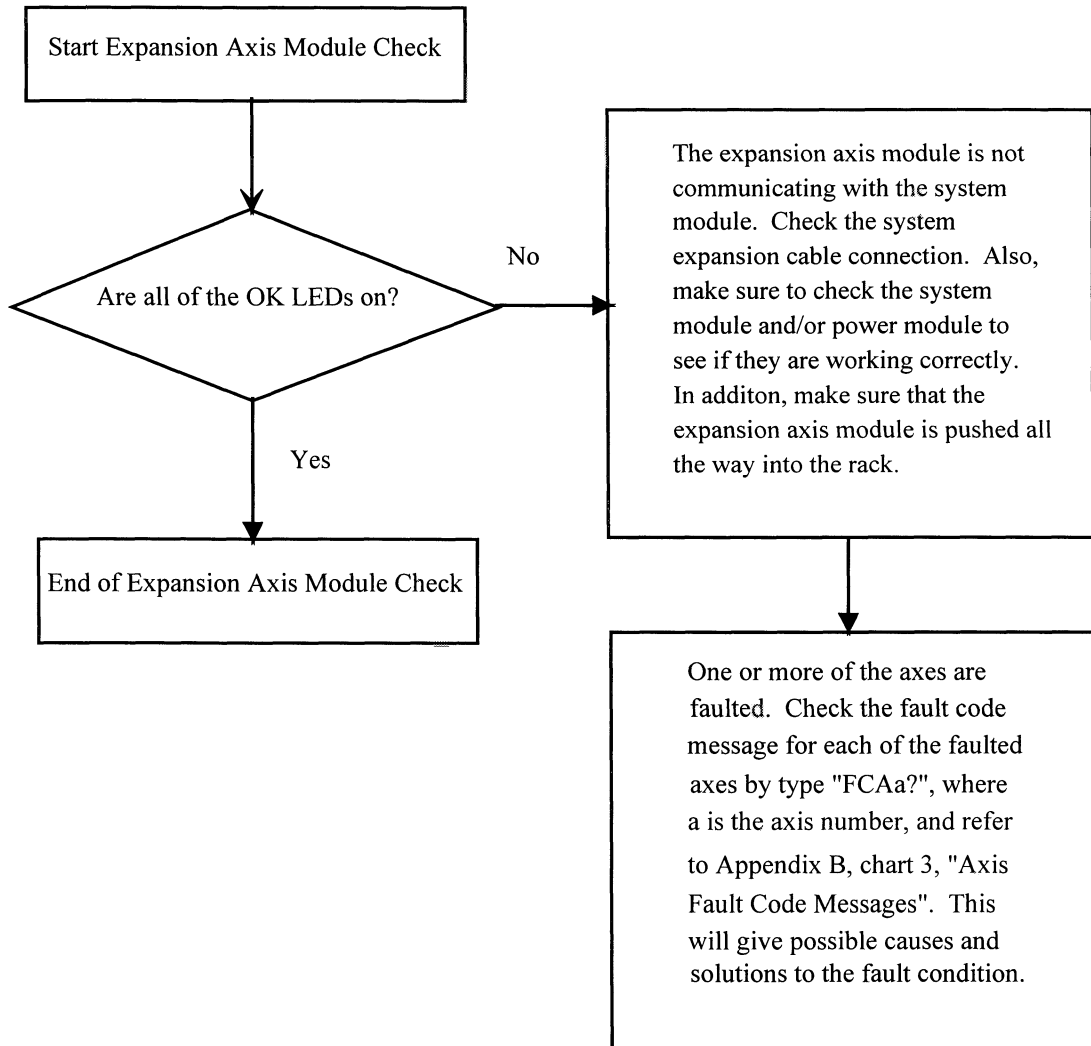 Start Expansion Axis Module Check
Are all of the OK LEDs on?
No
Yes
End of Expansion Axis Module Check
The expansion axis module is not
communicating with the system
module. Check the system
expansion cable connection. Also,
make sure to check the system
module and/or power module to
see if they are working correctly.
In additon, make sure that the
expansion axis module is pushed all
the way into the rack.
One or more of the axes are
faulted. Check the fault code
message for each of the faulted
axes by type "FCAa?", where
a is the axis number, and refer
to Appendix B, chart 3, "Axis
Fault Code Messages". This
will give possible causes and
solutions to the fault condition.